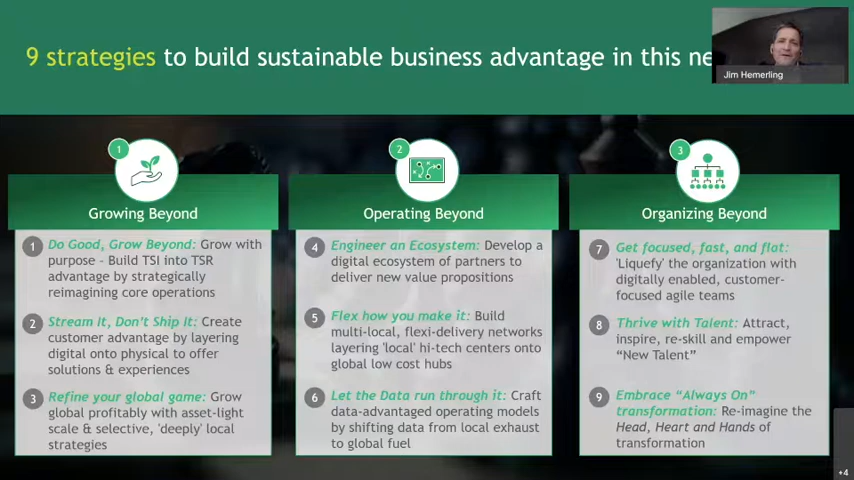 9 strategies to build sustainable business advantage in this ne
Jim Hemerling
1
Growing Beyond
1 Do Good, Grow Beyond: Grow with
purpose - Build TSI into TSR
advantage by strategically
reimagining core operations
2 Stream It, Don't Ship It: Create
customer advantage by layering
digital onto physical to offer
solutions & experiences
3 Refine your global game: Grow
global profitably with asset-light
scale & selective, 'deeply' local
strategies
2
Operating Beyond
4 Engineer an Ecosystem: Develop a
digital ecosystem of partners to
deliver new value propositions
5 Flex how you make it: Build
multi-local, flexi-delivery networks
layering 'local' hi-tech centers onto
global low cost hubs
6 Let the Data run through it: Craft
data-advantaged operating models
by shifting data from local exhaust
to global fuel
3
Organizing Beyond
7 Get focused, fast, and flat:
'Liquefy' the organization with
digitally enabled, customer-
focused agile teams
8 Thrive with Talent: Attract,
inspire, re-skill and empower
“New Talent”
9 Embrace “Always On”
transformation: Re-imagine the
Head, Heart and Hands of
transformation
+4